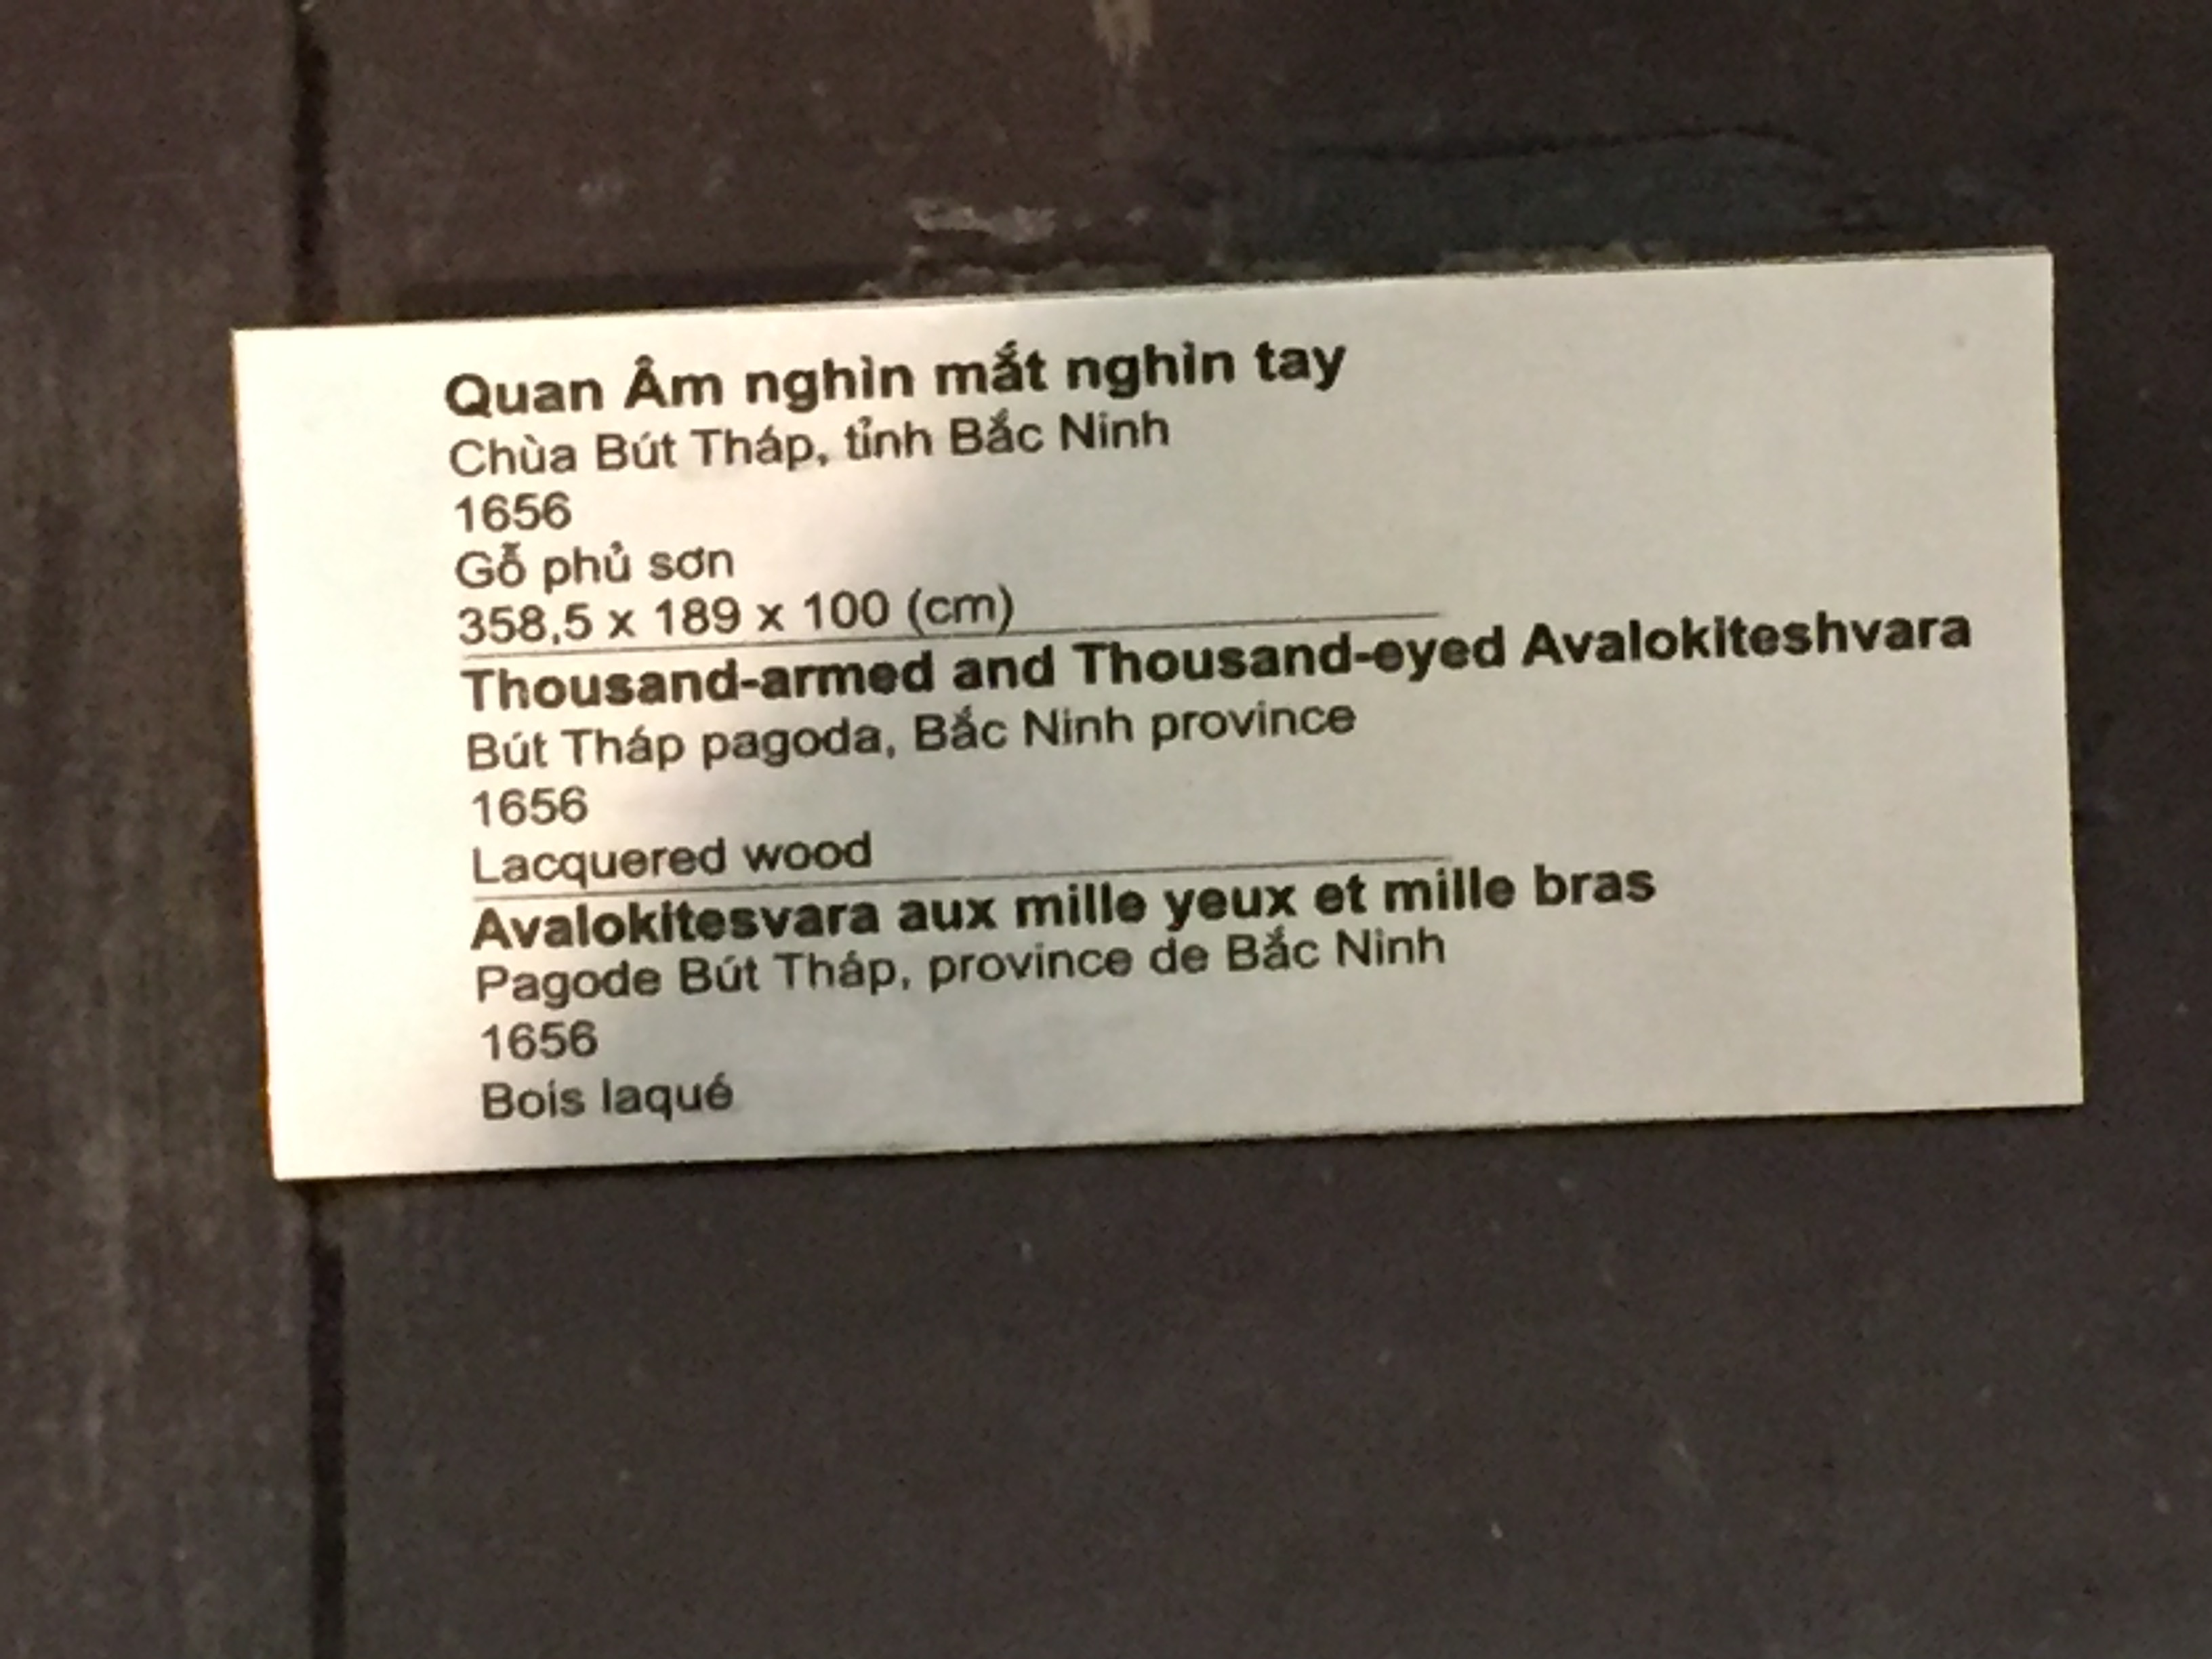 Quan Âm nghìn mắt nghìn tay
Chùa Bút Tháp, tỉnh Bắc Ninh
1656
Gỗ phủ sơn
358,5 x 189 x 100 (cm)
Thousand-armed and Thousand-eyed Avalokiteshvara
Bút Tháp pagoda, Bắc Ninh province
1656
Lacquered wood
Avalokitesvara aux mille yeux et mille bras
Pagode Bút Tháp, province de Bắc Ninh
1656
Bois laqué